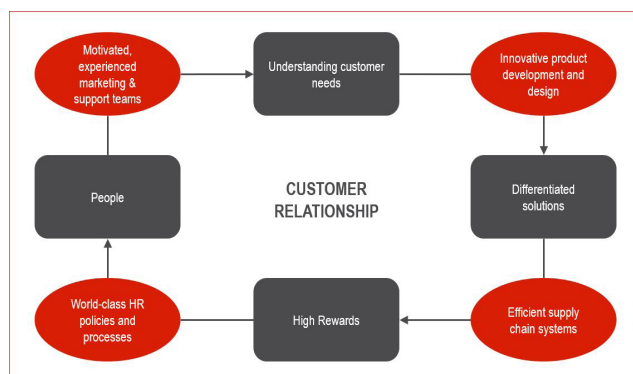 Motivated,
experienced
marketing &
support teams
Understanding customer
needs
Innovative product
development and
design
People
CUSTOMER
RELATIONSHIP
Differentiated
solutions
World-class HR
policies and
processes
High Rewards
Efficient supply
chain systems